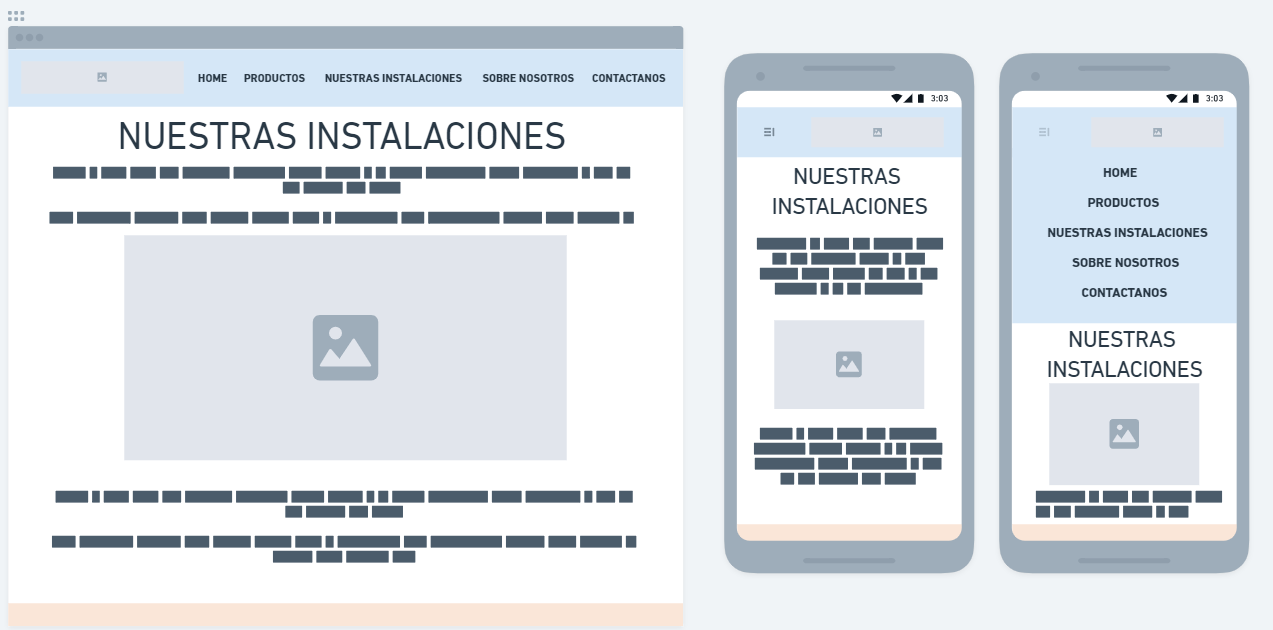 HOME PRODUCTOS NUESTRAS INSTALACIONES SOBRE NOSOTROS CONTACTANOS
NUESTRAS INSTALACIONES
3:03
NUESTRAS
INSTALACIONES
3:03
HOME
PRODUCTOS
NUESTRAS INSTALACIONES
SOBRE NOSOTROS
CONTACTANOS
NUESTRAS
INSTALACIONES